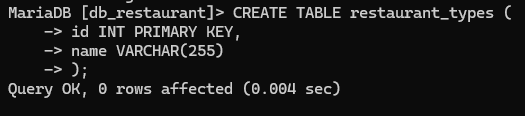 MariaDB [db_restaurant]> CREATE TABLE restaurant_types (
    -> id INT PRIMARY KEY,
    -> name VARCHAR(255)
    -> );
Query OK, 0 rows affected (0.004 sec)